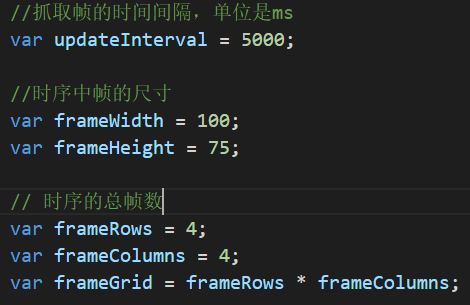 //抓取帧的时间间隔，单位是ms
var updateInterval = 5000;
//时序中帧的尺寸
var frameWidth = 100;
var frameHeight = 75;
// 时序的总帧数
var frameRows = 4;
var frameColumns = 4;
var frameGrid = frameRows * frameColumns;